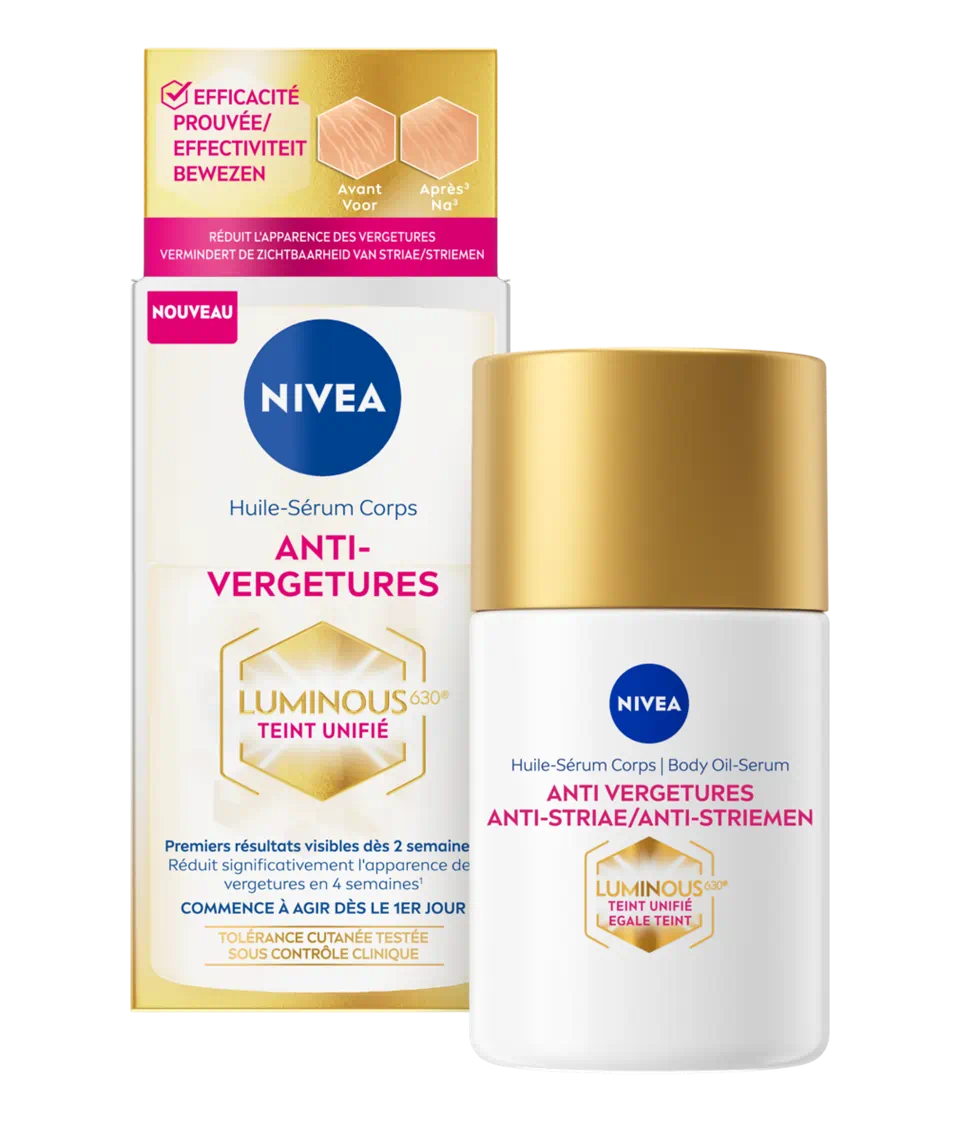 EFFICACITÉ
PROUVÉE/
EFFECTIVITEIT
BEWEZEN
Avant
Voor
Après³
Na³
RÉDUIT L'APPARENCE DES VERGETURES
VERMINDERT DE ZICHTBAARHEID VAN STRIAE/STRIEMEN
NOUVEAU
NIVEA
Huile-Sérum Corps
ANTI-
VERGETURES
LUMINOUS630®
TEINT UNIFIÉ
Premiers résultats visibles dès 2 semaine
Réduit significativement l'apparence de
vergetures en 4 semaines¹
COMMENCE À AGIR DÈS LE 1ER JOUR
TOLÉRANCE CUTANÉE TESTÉE
SOUS CONTRÔLE CLINIQUE
NIVEA
Huile-Sérum Corps | Body Oil-Serum
ANTI VERGETURES
ANTI-STRIAE/ANTI-STRIEMEN
LUMINOUS630®
TEINT UNIFIÉ
EGALE TEINT